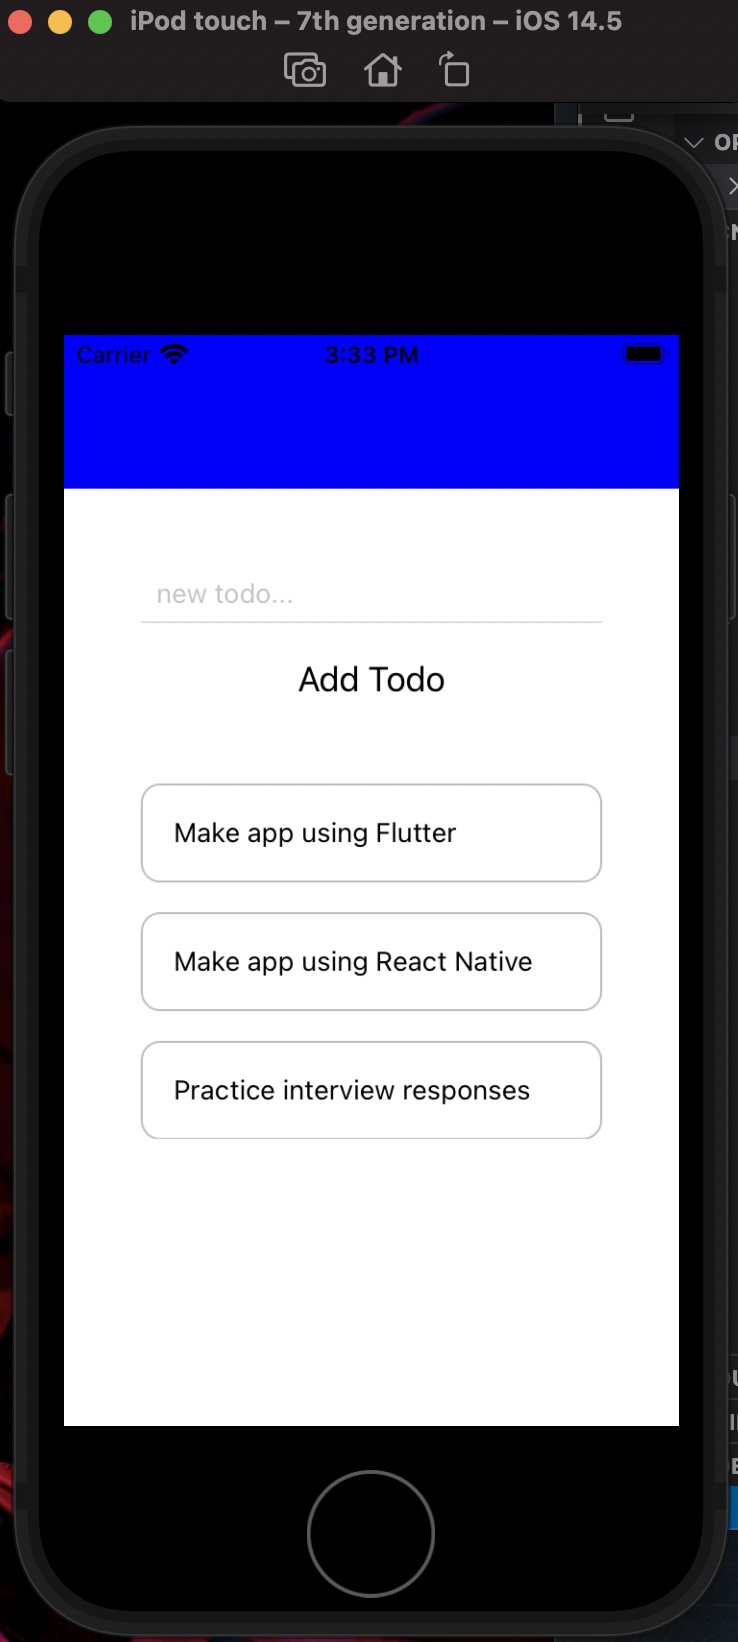 iPod touch – 7th generation – iOS 14.5
Carrier 3:33 PM
new todo...
Add Todo
Make app using Flutter
Make app using React Native
Practice interview responses